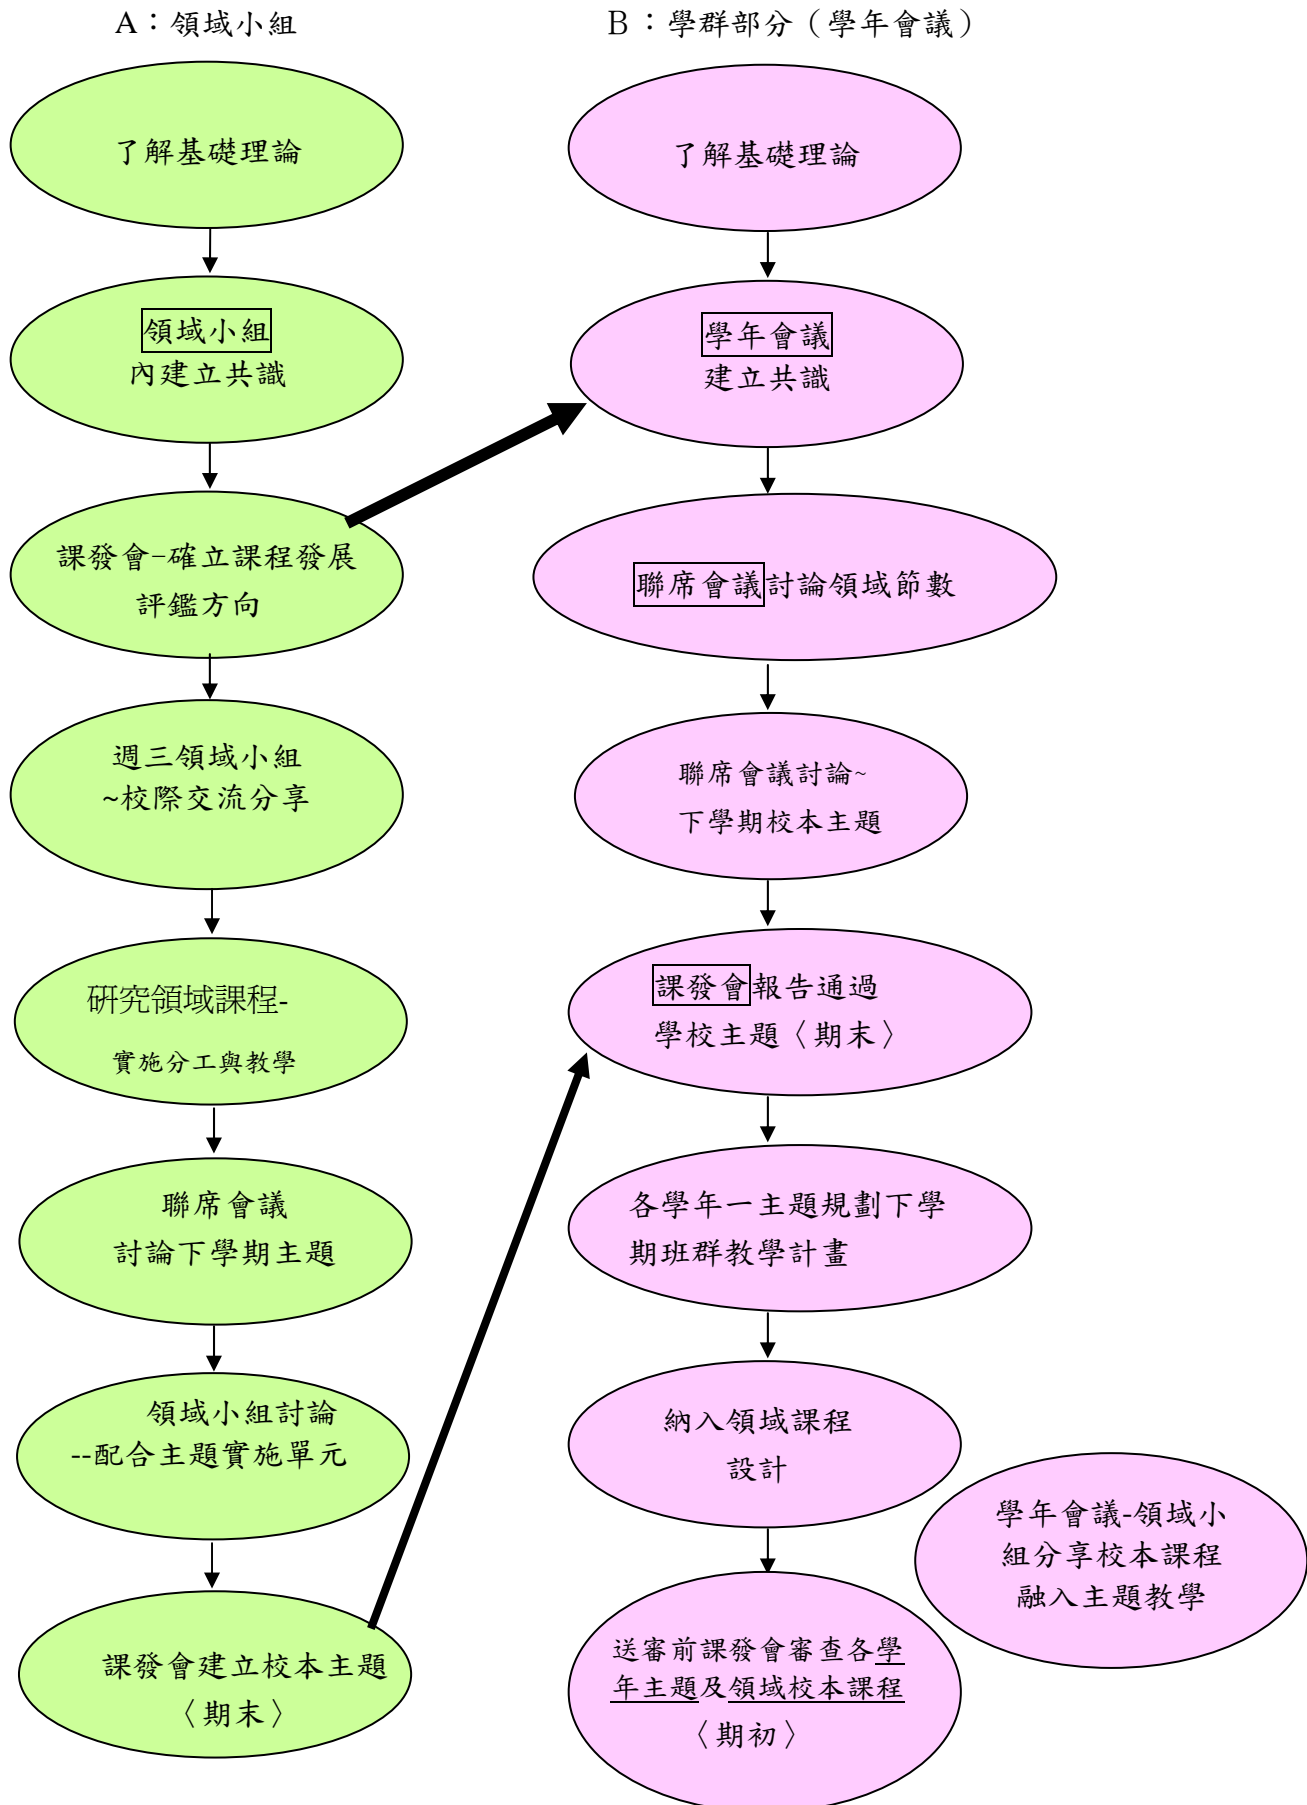 A：領域小組
了解基礎理論
領域小組
內建立共識
課發會-確立課程發展
評鑑方向
週三領域小組
~校際交流分享
研究領域課程-
實施分工與教學
聯席會議
討論下學期主題
領域小組討論
--配合主題實施單元
課發會建立校本主題
〈期末〉
B：學群部分（學年會議）
了解基礎理論
學年會議
建立共識
聯席會議討論領域節數
聯席會議討論~
下學期校本主題
課發會報告通過
學校主題〈期末〉
各學年一主題規劃下學
期班群教學計畫
納入領域課程
設計
送審前課發會審查各學
年主題及領域校本課程
〈期初〉
學年會議-領域小
組分享校本課程
融入主題教學